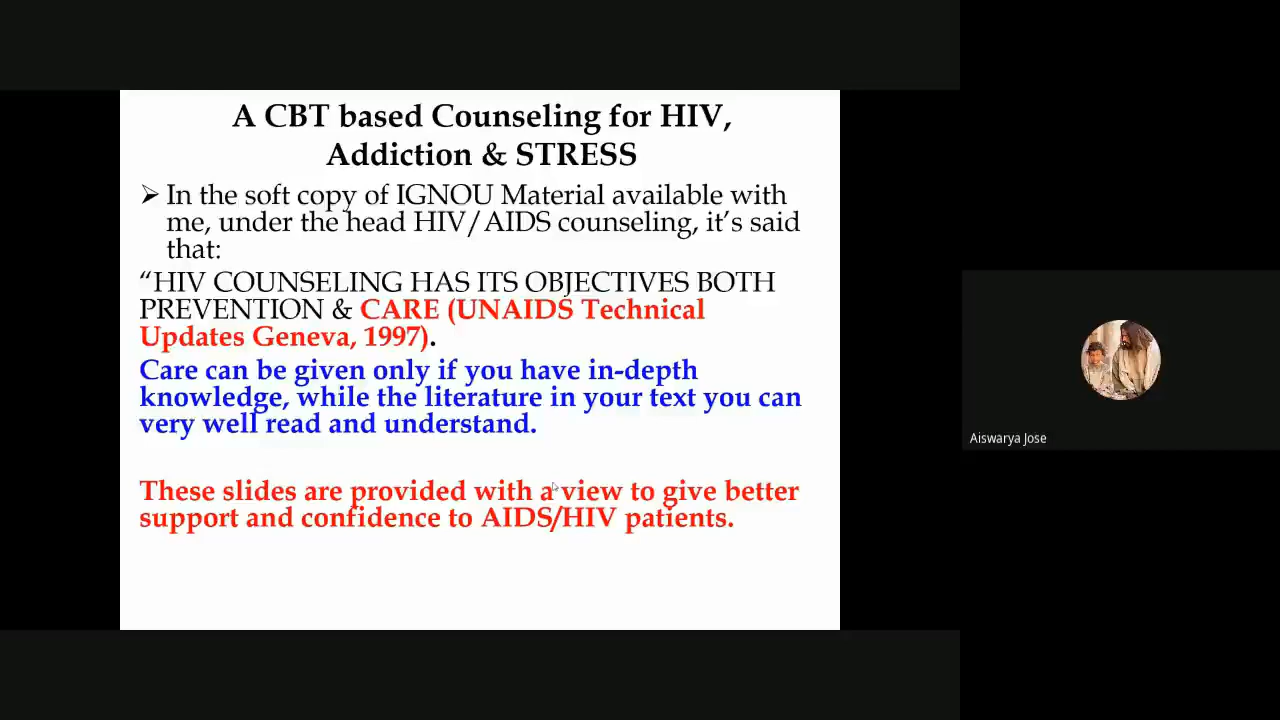 A CBT based Counseling for HIV,
Addiction & STRESS
➢ In the soft copy of IGNOU Material available with
me, under the head HIV/AIDS counseling, it’s said
that:
“HIV COUNSELING HAS ITS OBJECTIVES BOTH
PREVENTION & CARE (UNAIDS Technical
Updates Geneva, 1997).
Care can be given only if you have in-depth
knowledge, while the literature in your text you can
very well read and understand.
These slides are provided with a view to give better
support and confidence to AIDS/HIV patients.
Aiswarya Jose